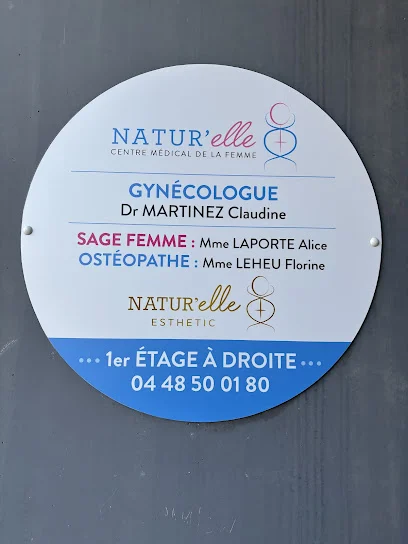 NATUR'elle
CENTRE MÉDICAL DE LA FEMME
GYNÉCOLOGUE
Dr MARTINEZ Claudine
SAGE FEMME : Mme LAPORTE Alice
OSTÉOPATHE : Mme LEHEU Florine
NATUR'elle
ESTHETIC
••• 1er ÉTAGE À DROITE •••
04 48 50 01 80